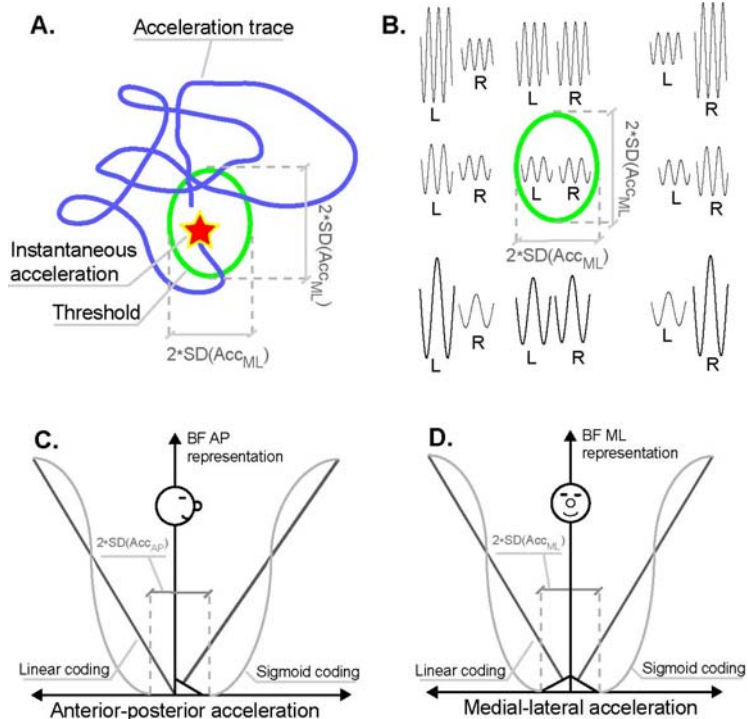 A.
Acceleration trace
Instantaneous
acceleration
Threshold
2*SD(AccML)
2*SD(AccML)
B.
L
R
L
R
L
R
L
R
L
R
L
R
2*SD(AccML)
2*SD(AccML)
L
R
L
R
L
R
C.
BF AP
representation
2*SD(AccAP)
Linear coding
Sigmoid coding
Anterior-posterior acceleration
D.
BF ML
representation
2*SD(AccML)
Linear coding
Sigmoid coding
Medial-lateral acceleration